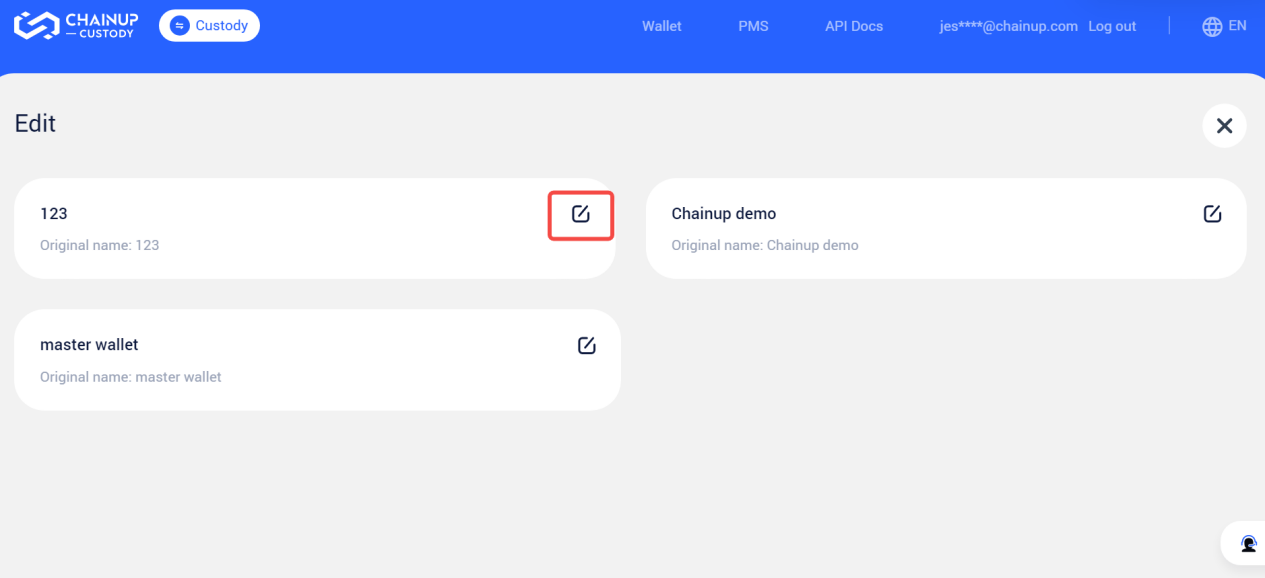 CHAINUP
CUSTODY
Custody
Wallet
PMS
API Docs
jes****@chainup.com
Log out
EN
Edit
123
Original name: 123
Chainup demo
Original name: Chainup demo
master wallet
Original name: master wallet